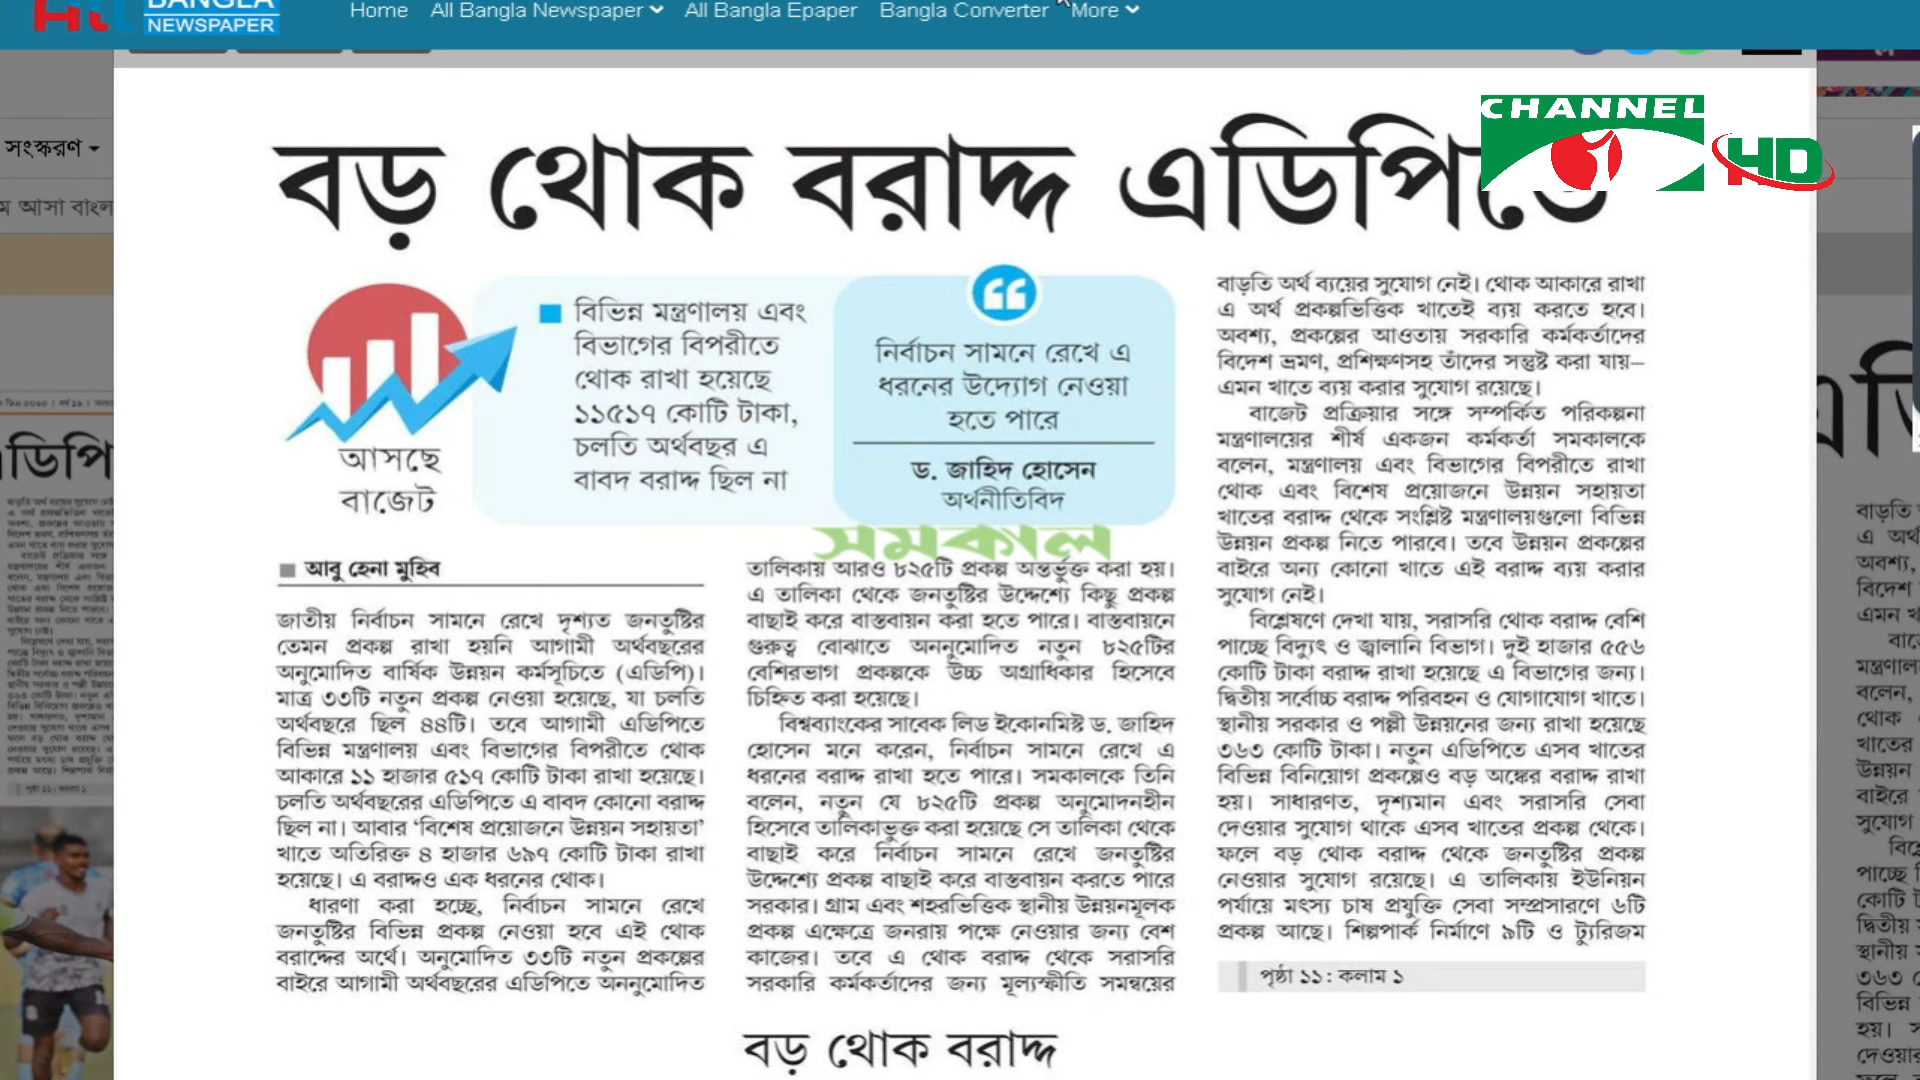 BANGLA
NEWSPAPER
Home
All Bangla Newspaper
All Bangla Epaper
Bangla Converter
More
CHANNEL
HD
সংস্করণ
বড় থোক বরাদ্দ এডিপিতে
আসছে
বাজেট
বিভিন্ন মন্ত্রণালয় এবং
বিভাগের বিপরীতে
থোক রাখা হয়েছে
১১৫১৭ কোটি টাকা,
চলতি অর্থবছর এ
বাবদ বরাদ্দ ছিল না
নির্বাচন সামনে রেখে এ
ধরনের উদ্যোগ নেওয়া
হতে পারে
ড. জাহিদ হোসেন
অর্থনীতিবিদ
সমকাল
আবু হেনা মুহিব
জাতীয় নির্বাচন সামনে রেখে দৃশ্যত জনতুষ্টির
তেমন প্রকল্প রাখা হয়নি আগামী অর্থবছরের
অনুমোদিত বার্ষিক উন্নয়ন কর্মসূচিতে (এডিপি)।
মাত্র ৩৩টি নতুন প্রকল্প নেওয়া হয়েছে, যা চলতি
অর্থবছরে ছিল ৪৪টি। তবে আগামী এডিপিতে
বিভিন্ন মন্ত্রণালয় এবং বিভাগের বিপরীতে থোক
আকারে ১১ হাজার ৫১৭ কোটি টাকা রাখা হয়েছে।
চলতি অর্থবছরের এডিপিতে এ বাবদ কোনো বরাদ্দ
ছিল না। আবার ‘বিশেষ প্রয়োজনে উন্নয়ন সহায়তা’
খাতে অতিরিক্ত ৪ হাজার ৬৯৭ কোটি টাকা রাখা
হয়েছে। এ বরাদ্দও এক ধরনের থোক।
ধারণা করা হচ্ছে, নির্বাচন সামনে রেখে
জনতুষ্টির বিভিন্ন প্রকল্প নেওয়া হবে এই থোক
বরাদ্দের অর্থে। অনুমোদিত ৩৩টি নতুন প্রকল্পের
বাইরে আগামী অর্থবছরের এডিপিতে অননুমোদিত
তালিকায় আরও ৮২৫টি প্রকল্প অন্তর্ভুক্ত করা হয়।
এ তালিকা থেকে জনতুষ্টির উদ্দেশ্যে কিছু প্রকল্প
বাছাই করে বাস্তবায়ন করা হতে পারে। বাস্তবায়নে
গুরুত্ব বোঝাতে অননুমোদিত নতুন ৮২৫টির
বেশিরভাগ প্রকল্পকে উচ্চ অগ্রাধিকার হিসেবে
চিহ্নিত করা হয়েছে।
বিশ্বব্যাংকের সাবেক লিড ইকোনমিস্ট ড. জাহিদ
হোসেন মনে করেন, নির্বাচন সামনে রেখে এ
ধরনের বরাদ্দ রাখা হতে পারে। সমকালকে তিনি
বলেন, নতুন যে ৮২৫টি প্রকল্প অনুমোদনহীন
হিসেবে তালিকাভুক্ত করা হয়েছে সে তালিকা থেকে
বাছাই করে নির্বাচন সামনে রেখে জনতুষ্টির
উদ্দেশ্যে প্রকল্প বাছাই করে বাস্তবায়ন করতে পারে
সরকার। গ্রাম এবং শহরভিত্তিক স্থানীয় উন্নয়নমূলক
প্রকল্প এক্ষেত্রে জনরায় পক্ষে নেওয়ার জন্য বেশ
কাজের। তবে এ থোক বরাদ্দ থেকে সরাসরি
সরকারি কর্মকর্তাদের জন্য মূল্যস্ফীতি সমন্বয়ের
বাড়তি অর্থ ব্যয়ের সুযোগ নেই। থোক আকারে রাখা
এ অর্থ প্রকল্পভিত্তিক খাতেই ব্যয় করতে হবে।
অবশ্য, প্রকল্পের আওতায় সরকারি কর্মকর্তাদের
বিদেশ ভ্রমণ, প্রশিক্ষণসহ তাঁদের সন্তুষ্ট করা যায়–
এমন খাতে ব্যয় করার সুযোগ রয়েছে।
বাজেট প্রক্রিয়ার সঙ্গে সম্পর্কিত পরিকল্পনা
মন্ত্রণালয়ের শীর্ষ একজন কর্মকর্তা সমকালকে
বলেন, মন্ত্রণালয় এবং বিভাগের বিপরীতে রাখা
থোক এবং বিশেষ প্রয়োজনে উন্নয়ন সহায়তা
খাতের বরাদ্দ থেকে সংশ্লিষ্ট মন্ত্রণালয়গুলো বিভিন্ন
উন্নয়ন প্রকল্প নিতে পারবে। তবে উন্নয়ন প্রকল্পের
বাইরে অন্য কোনো খাতে এই বরাদ্দ ব্যয় করার
সুযোগ নেই।
বিশ্লেষণে দেখা যায়, সরাসরি থোক বরাদ্দ বেশি
পাচ্ছে বিদ্যুৎ ও জ্বালানি বিভাগ। দুই হাজার ৫৫৬
কোটি টাকা বরাদ্দ রাখা হয়েছে এ বিভাগের জন্য।
দ্বিতীয় সর্বোচ্চ বরাদ্দ পরিবহন ও যোগাযোগ খাতে।
স্থানীয় সরকার ও পল্লী উন্নয়নের জন্য রাখা হয়েছে
৩৬৩ কোটি টাকা। নতুন এডিপিতে এসব খাতের
বিভিন্ন বিনিয়োগ প্রকল্পেও বড় অঙ্কের বরাদ্দ রাখা
হয়। সাধারণত, দৃশ্যমান এবং সরাসরি সেবা
দেওয়ার সুযোগ থাকে এসব খাতের প্রকল্প থেকে।
ফলে বড় থোক বরাদ্দ থেকে জনতুষ্টির প্রকল্প
নেওয়ার সুযোগ রয়েছে। এ তালিকায় ইউনিয়ন
পর্যায়ে মৎস্য চাষ প্রযুক্তি সেবা সম্প্রসারণে ৬টি
প্রকল্প আছে। শিল্পপার্ক নির্মাণে ৯টি ও ট্যুরিজম
পৃষ্ঠা ১১ : কলাম ১
বড় থোক বরাদ্দ